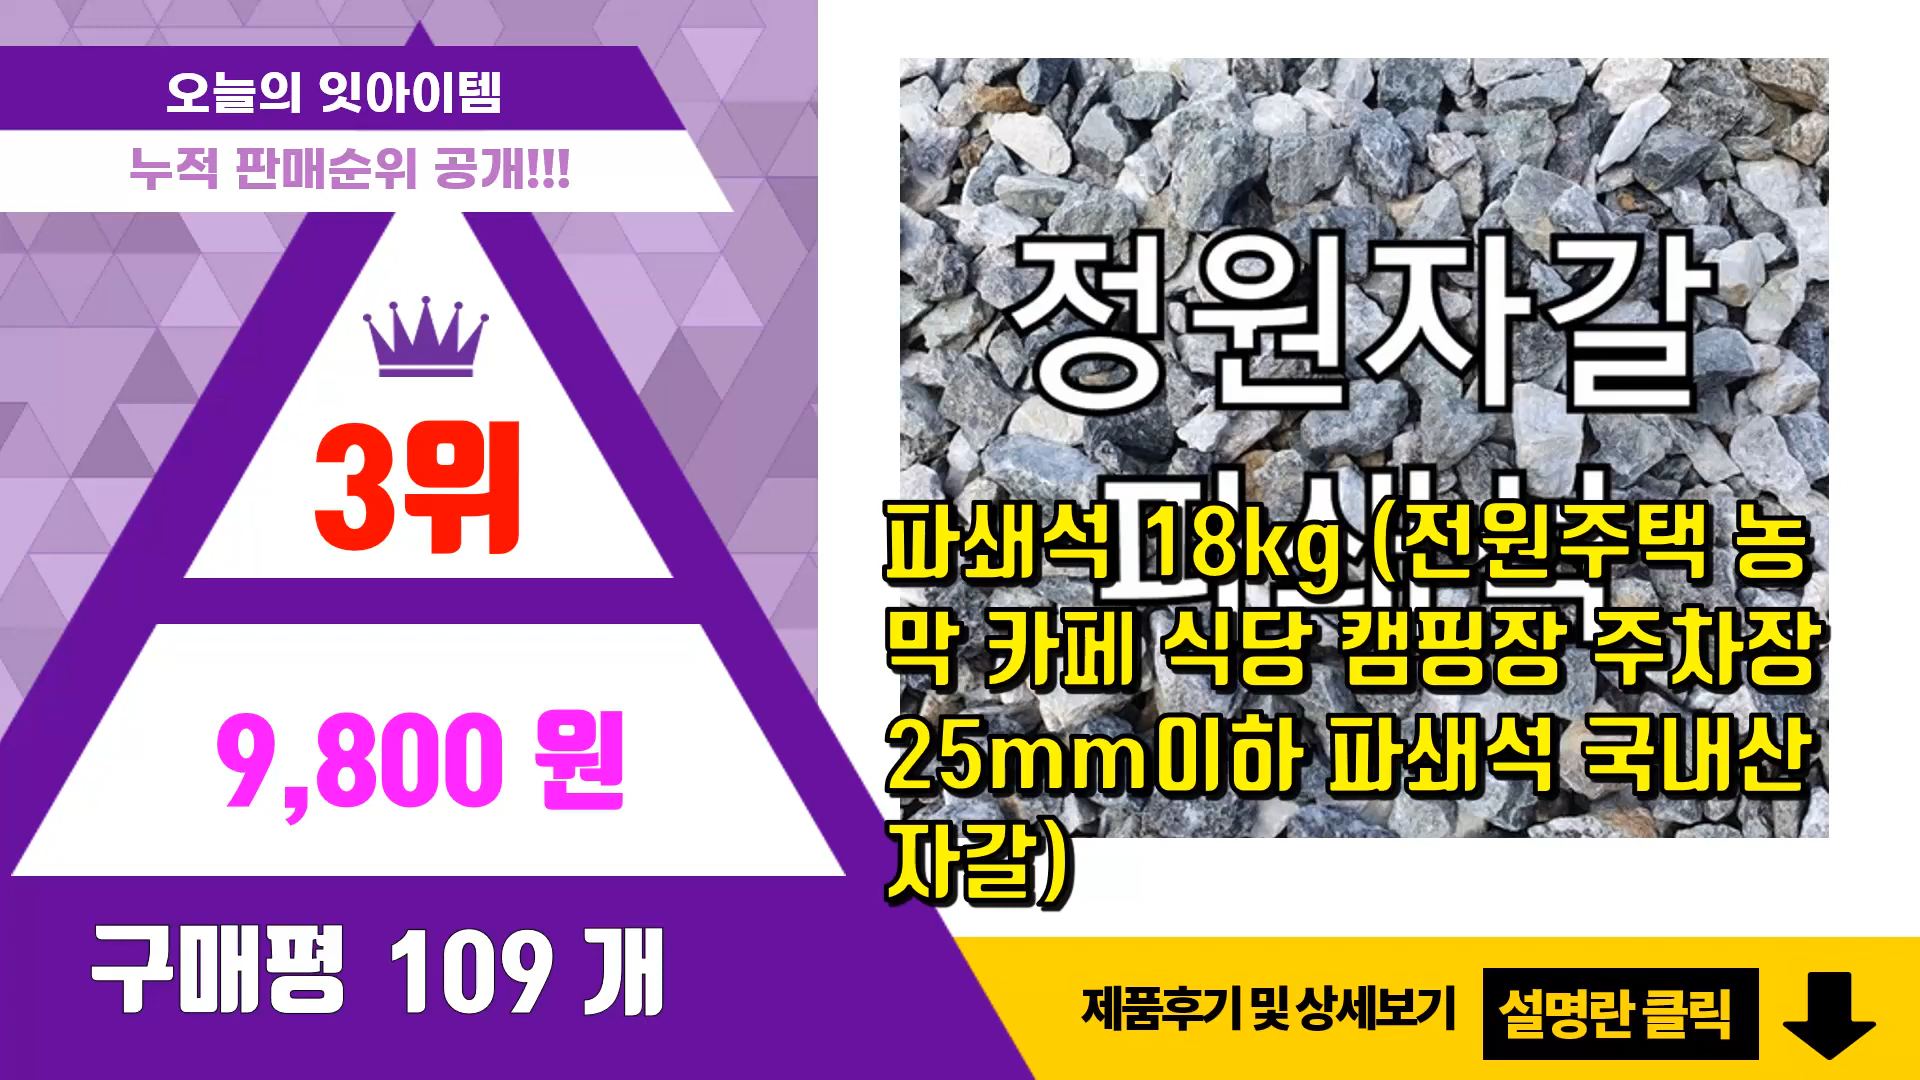 오늘의 잇아이템
누적 판매순위 공개!!!
3위
9,800 원
구매평 109 개
정원자갈
파쇄석
파쇄석 18kg (전원주택 농
막 카페 식당 캠핑장 주차장
25mm이하 파쇄석 국내산
자갈)
제품후기 및 상세보기
설명란 클릭